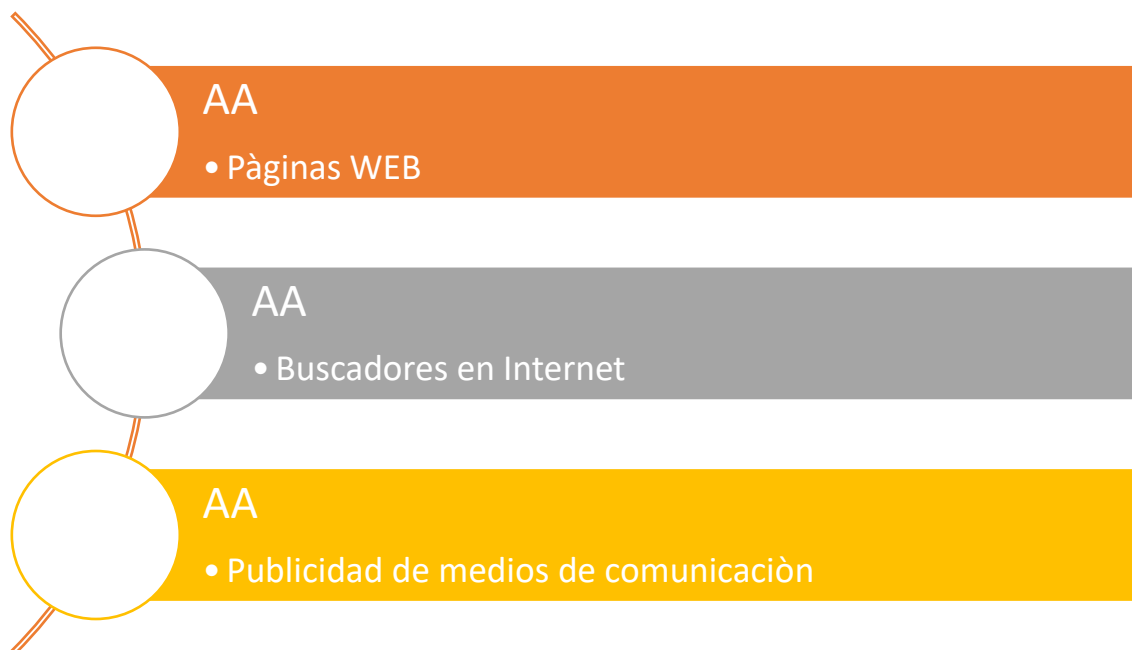 AA
• Pàginas WEB
AA
• Buscadores en Internet
AA
• Publicidad de medios de comunicaciòn